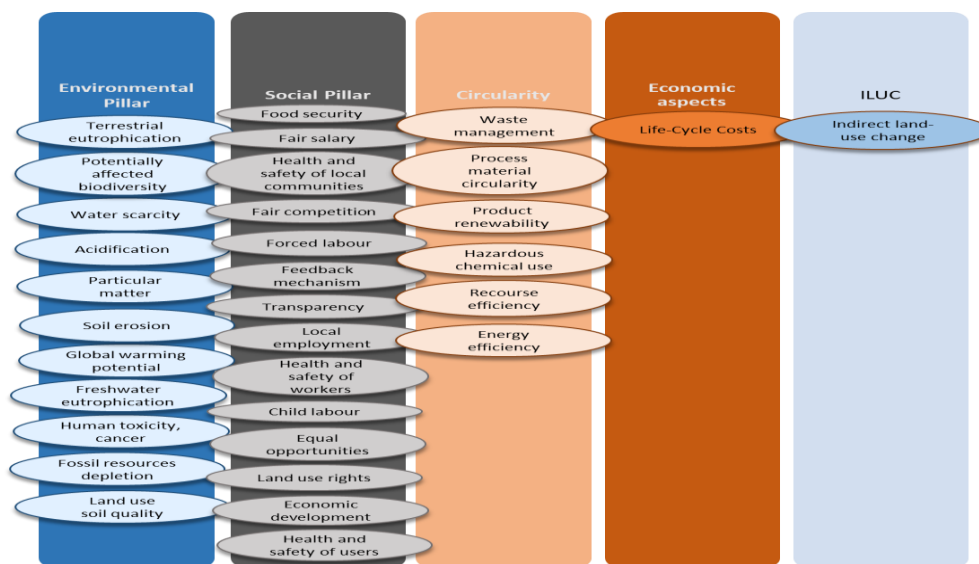 Environmental
Pillar
Terrestrial
eutrophication
Potentially
affected
biodiversity
Water scarcity
Acidification
Particular
matter
Soil erosion
Global warming
potential
Freshwater
eutrophication
Human toxicity,
cancer
Fossil resources
depletion
Land use
soil quality
Social Pillar
Food security
Fair salary
Health and
safety of local
communities
Fair competition
Forced labour
Feedback
mechanism
Transparency
Local
employment
Health and
safety of
workers
Child labour
Equal
opportunities
Land use rights
Economic
development
Health and
safety of users
Circularity
Waste
management
Process
material
circularity
Product
renewability
Hazardous
chemical use
Recourse
efficiency
Energy
efficiency
Economic
aspects
Life-Cycle Costs
ILUC
Indirect land-
use change